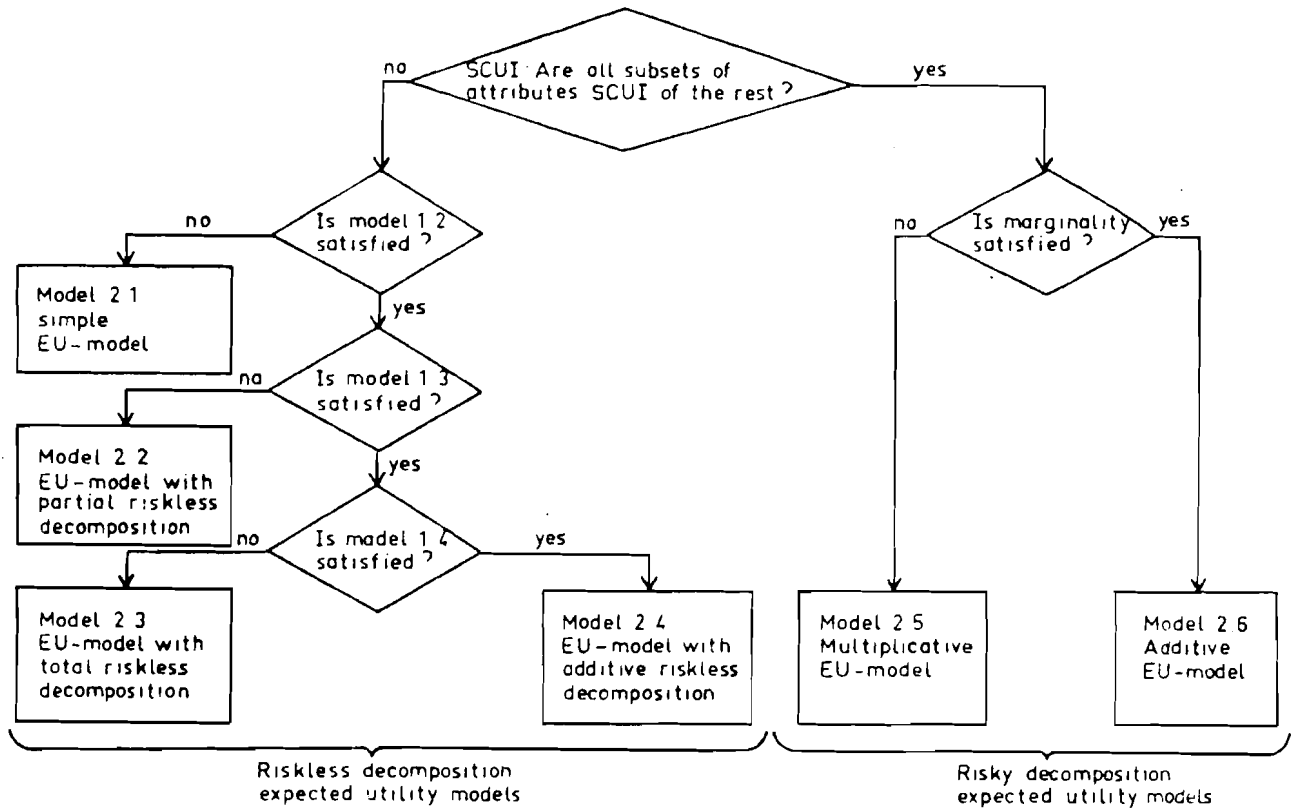 no
SCUI: Are all subsets of
attributes SCUI of the rest?
yes
no
Is model 1 2
satisfied?
no
Is marginality
satisfied?
yes
Model 2 1
simple
EU-model
yes
no
Is model 1 3
satisfied?
Model 2 2
EU-model with
partial riskless
decomposition
yes
no
Is model 1 4
satisfied?
yes
Model 2 3
EU-model with
total riskless
decomposition
Model 2 4
EU-model with
additive riskless
decomposition
Model 2 5
Multiplicative
EU-model
Model 2.6
Additive
EU-model
Riskless decomposition
expected utility models
Risky decomposition
expected utility models